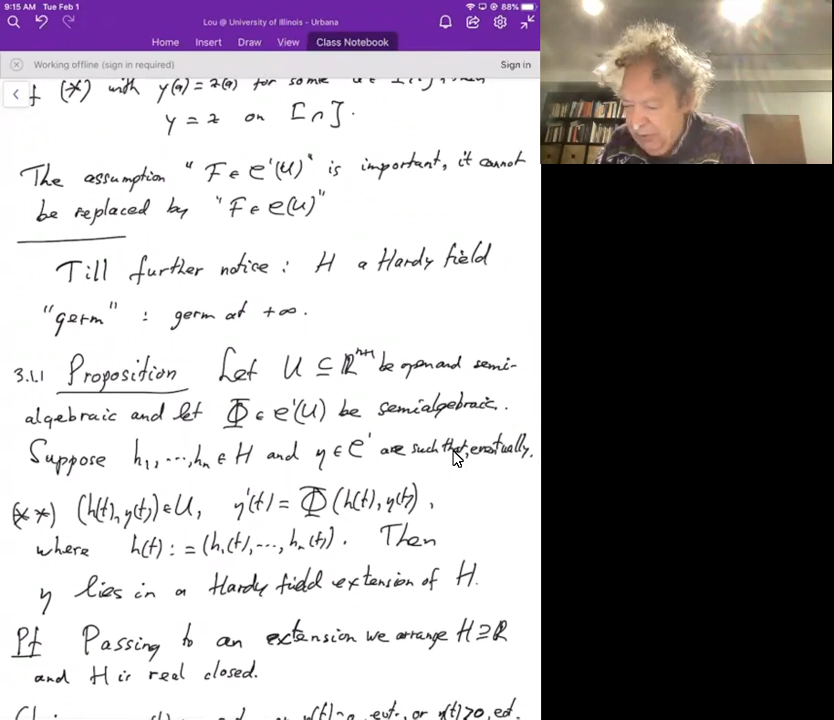 9:15 AM Tue Feb 1
Lou @ University of Illinois - Urbana
88%
Home Insert Draw View Class Notebook
Working offline (sign in required) Sign in
(*) with y(a) = z(a) for some
y = z on [n].
The assumption "F ∈ C'(U)" is important, it cannot
be replaced by "F ∈ C(U)"
Till further notice : H a Hardy field
"germ" : germ at +∞.
3.1.1 Proposition Let U ⊆ ℝⁿ⁺¹ be open and semi-
algebraic and let Φ ∈ C'(U) be semialgebraic.
Suppose h₁, ..., hₙ ∈ H and y ∈ C' are such that, eventually,
(**) (h(t), y(t)) ∈ U, y'(t) = Φ(h(t), y(t)),
where h(t) := (h₁(t), ..., hₙ(t)). Then
y lies in a Hardy field extension of H.
Pf Passing to an extension we arrange H ⊇ ℝ
and H is real closed.